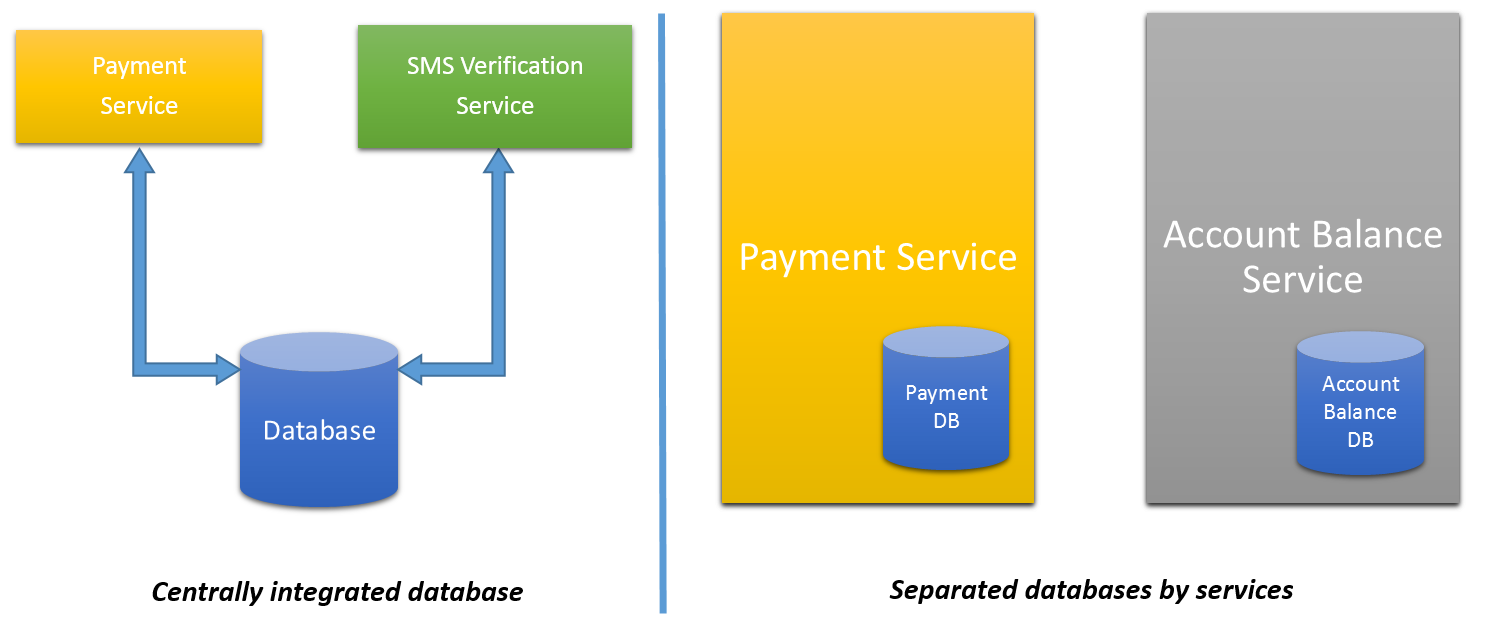 Payment
Service
SMS Verification
Service
Database
Centrally integrated database
Payment Service
Payment
DB
Account Balance
Service
Account
Balance
DB
Separated databases by services